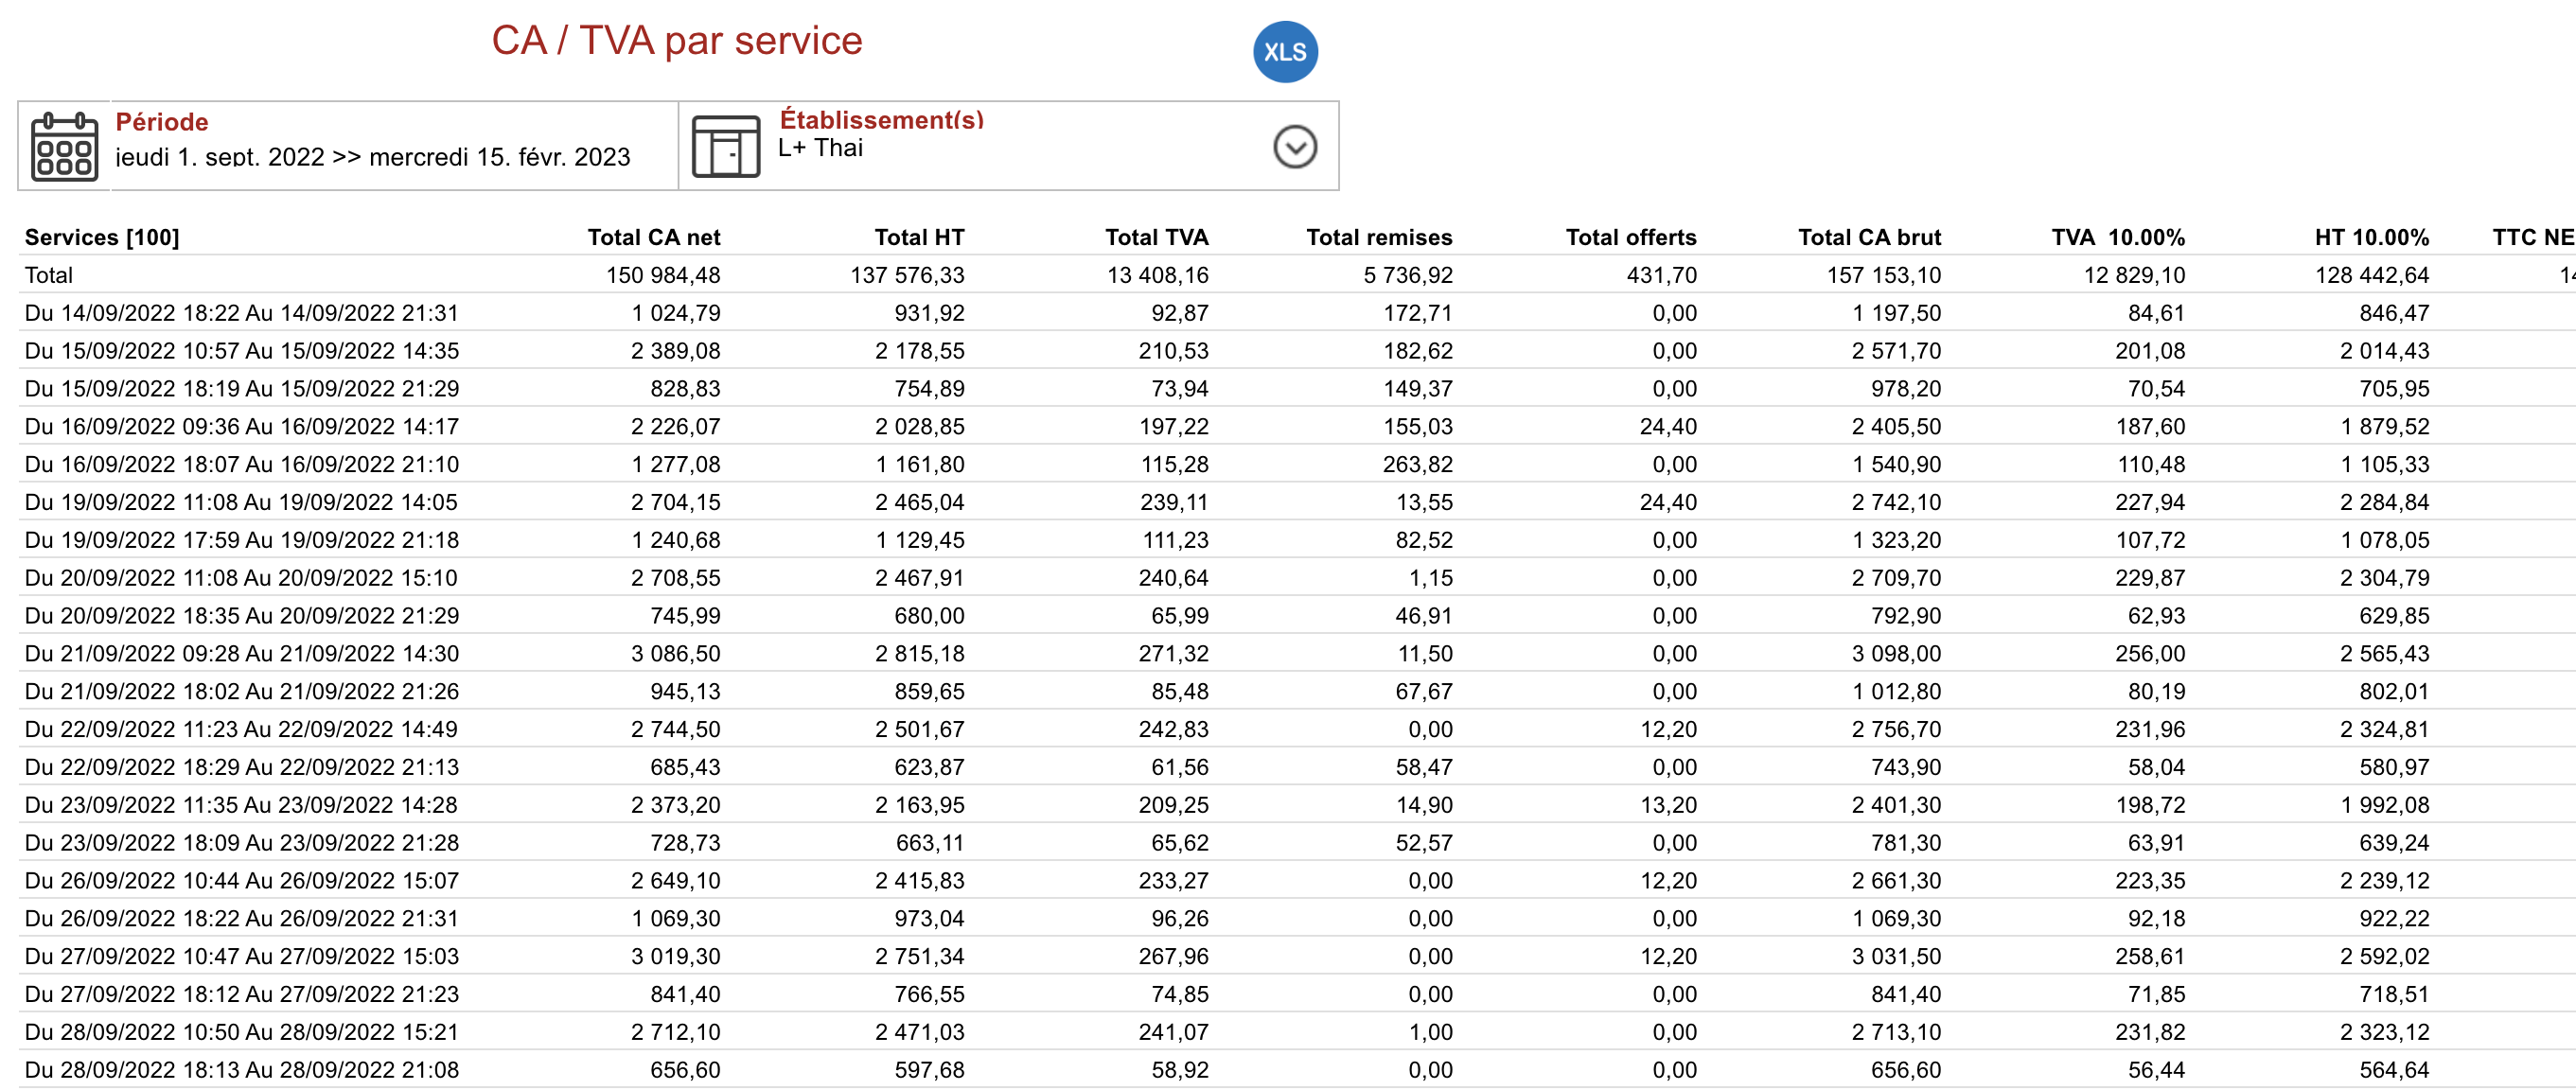 CA / TVA par service
XLS
Période
jeudi 1. sept. 2022 >> mercredi 15. févr. 2023
Établissement(s)
L+ Thai
Services [100] Total CA net Total HT Total TVA Total remises Total offerts Total CA brut TVA 10.00% HT 10.00% TTC NE
Total 150 984,48 137 576,33 13 408,16 5 736,92 431,70 157 153,10 12 829,10 128 442,64 14
Du 14/09/2022 18:22 Au 14/09/2022 21:31 1 024,79 931,92 92,87 172,71 0,00 1 197,50 84,61 846,47
Du 15/09/2022 10:57 Au 15/09/2022 14:35 2 389,08 2 178,55 210,53 182,62 0,00 2 571,70 201,08 2 014,43
Du 15/09/2022 18:19 Au 15/09/2022 21:29 828,83 754,89 73,94 149,37 0,00 978,20 70,54 705,95
Du 16/09/2022 09:36 Au 16/09/2022 14:17 2 226,07 2 028,85 197,22 155,03 24,40 2 405,50 187,60 1 879,52
Du 16/09/2022 18:07 Au 16/09/2022 21:10 1 277,08 1 161,80 115,28 263,82 0,00 1 540,90 110,48 1 105,33
Du 19/09/2022 11:08 Au 19/09/2022 14:05 2 704,15 2 465,04 239,11 13,55 24,40 2 742,10 227,94 2 284,84
Du 19/09/2022 17:59 Au 19/09/2022 21:18 1 240,68 1 129,45 111,23 82,52 0,00 1 323,20 107,72 1 078,05
Du 20/09/2022 11:08 Au 20/09/2022 15:10 2 708,55 2 467,91 240,64 1,15 0,00 2 709,70 229,87 2 304,79
Du 20/09/2022 18:35 Au 20/09/2022 21:29 745,99 680,00 65,99 46,91 0,00 792,90 62,93 629,85
Du 21/09/2022 09:28 Au 21/09/2022 14:30 3 086,50 2 815,18 271,32 11,50 0,00 3 098,00 256,00 2 565,43
Du 21/09/2022 18:02 Au 21/09/2022 21:26 945,13 859,65 85,48 67,67 0,00 1 012,80 80,19 802,01
Du 22/09/2022 11:23 Au 22/09/2022 14:49 2 744,50 2 501,67 242,83 0,00 12,20 2 756,70 231,96 2 324,81
Du 22/09/2022 18:29 Au 22/09/2022 21:13 685,43 623,87 61,56 58,47 0,00 743,90 58,04 580,97
Du 23/09/2022 11:35 Au 23/09/2022 14:28 2 373,20 2 163,95 209,25 14,90 13,20 2 401,30 198,72 1 992,08
Du 23/09/2022 18:09 Au 23/09/2022 21:28 728,73 663,11 65,62 52,57 0,00 781,30 63,91 639,24
Du 26/09/2022 10:44 Au 26/09/2022 15:07 2 649,10 2 415,83 233,27 0,00 12,20 2 661,30 223,35 2 239,12
Du 26/09/2022 18:22 Au 26/09/2022 21:31 1 069,30 973,04 96,26 0,00 0,00 1 069,30 92,18 922,22
Du 27/09/2022 10:47 Au 27/09/2022 15:03 3 019,30 2 751,34 267,96 0,00 12,20 3 031,50 258,61 2 592,02
Du 27/09/2022 18:12 Au 27/09/2022 21:23 841,40 766,55 74,85 0,00 0,00 841,40 71,85 718,51
Du 28/09/2022 10:50 Au 28/09/2022 15:21 2 712,10 2 471,03 241,07 1,00 0,00 2 713,10 231,82 2 323,12
Du 28/09/2022 18:13 Au 28/09/2022 21:08 656,60 597,68 58,92 0,00 0,00 656,60 56,44 564,64